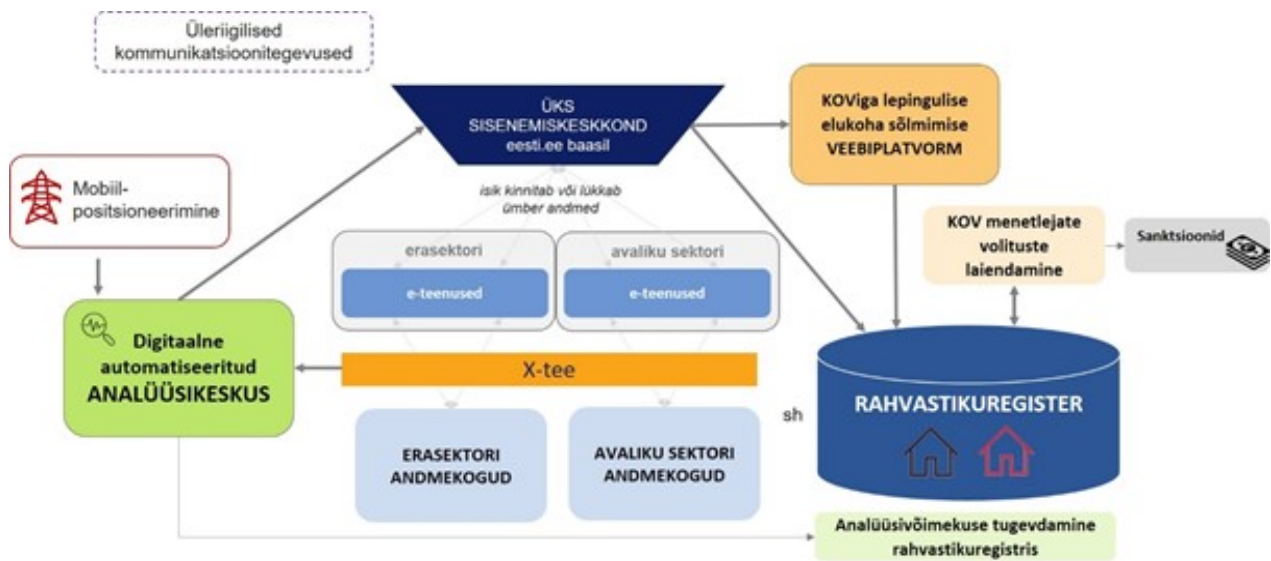 Üleriigilised
kommunikatsioonitegevused
ÜKS
SISENEMISKESKKOND
eesti.ee baasil
KOViga lepingulise
elukoha sõlmimise
VEEBIPLATVORM
Mobiil-
positsioneerimine
isik kinnitab või lükkab
ümber andmed
KOV menetlejate
volituste
laiendamine
Sanktsioonid
erasektori
avaliku sektori
e-teenused
e-teenused
Digitaalne
automatiseeritud
ANALÜÜSIKESKUS
X-tee
sh
RAHVASTIKUREGISTER
ERASEKTORI
ANDMEKOGUD
AVALIKU SEKTORI
ANDMEKOGUD
Analüüsivõimekuse tugevdamine
rahvastikuregistris